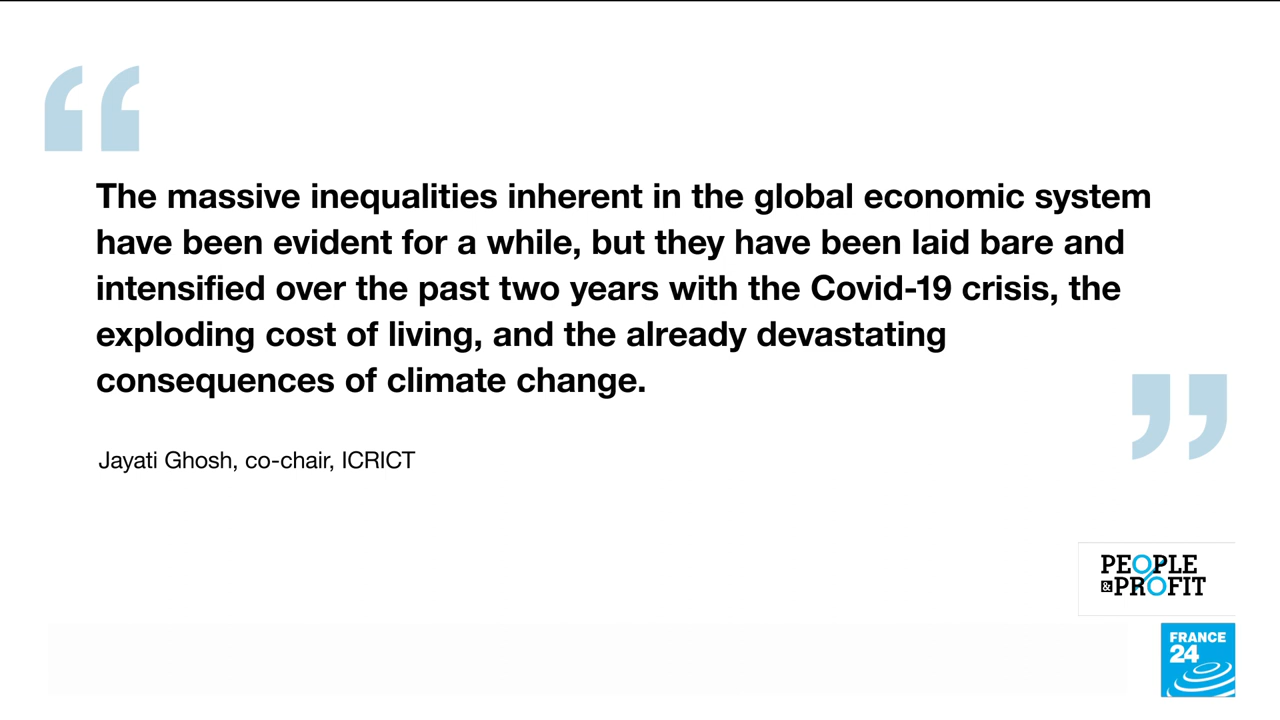 “
The massive inequalities inherent in the global economic system
have been evident for a while, but they have been laid bare and
intensified over the past two years with the Covid-19 crisis, the
exploding cost of living, and the already devastating
consequences of climate change.
”
Jayati Ghosh, co-chair, ICRICT
PEOPLE
&PROFIT
FRANCE
24